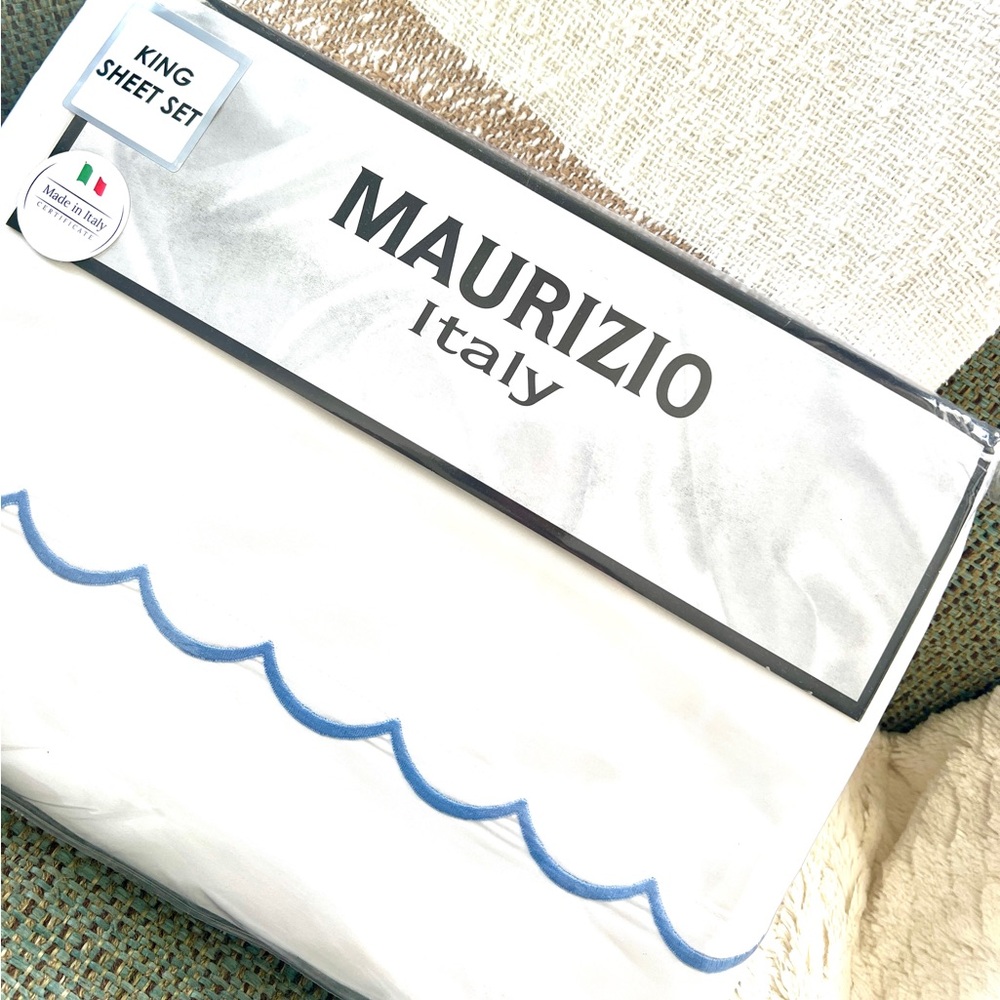 KING
SHEET SET
Made in Italy
CERTIFICATE
MAURIZIO
Italy